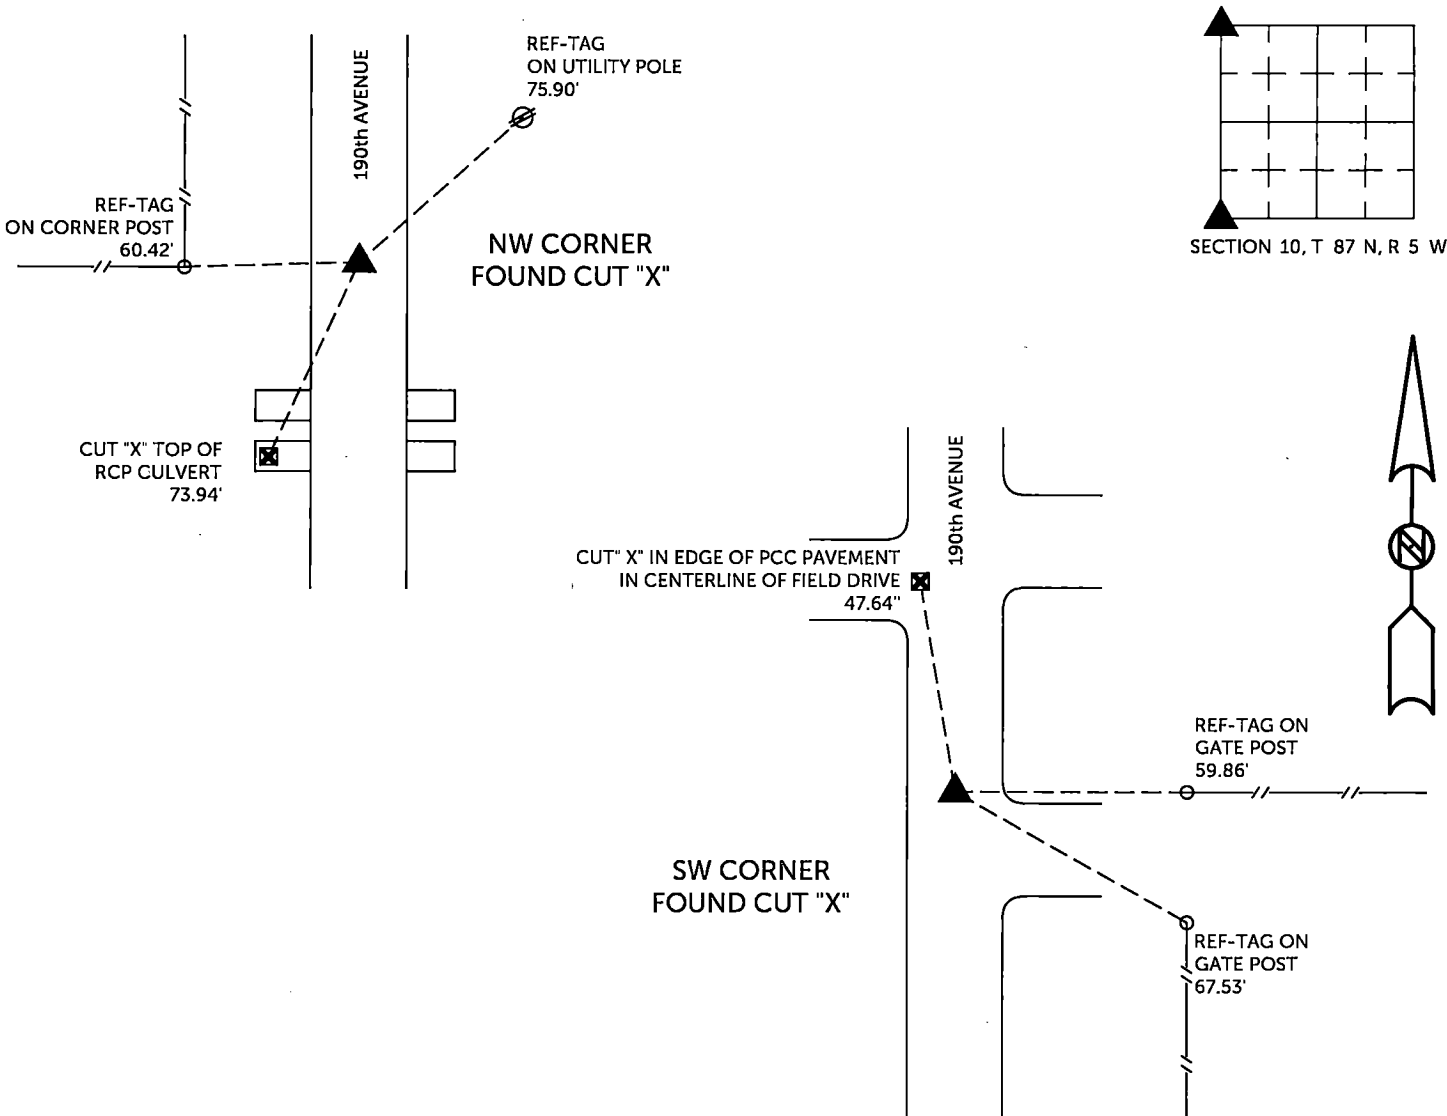 REF-TAG
ON UTILITY POLE
75.90'
190th AVENUE
REF-TAG
ON CORNER POST
60.42'
NW CORNER
FOUND CUT "X"
SECTION 10, T 87 N, R 5 W
CUT "X" TOP OF
RCP CULVERT
73.94'
190th AVENUE
CUT" X" IN EDGE OF PCC PAVEMENT
IN CENTERLINE OF FIELD DRIVE
47.64"
N
REF-TAG ON
GATE POST
59.86'
SW CORNER
FOUND CUT "X"
REF-TAG ON
GATE POST
67.53'